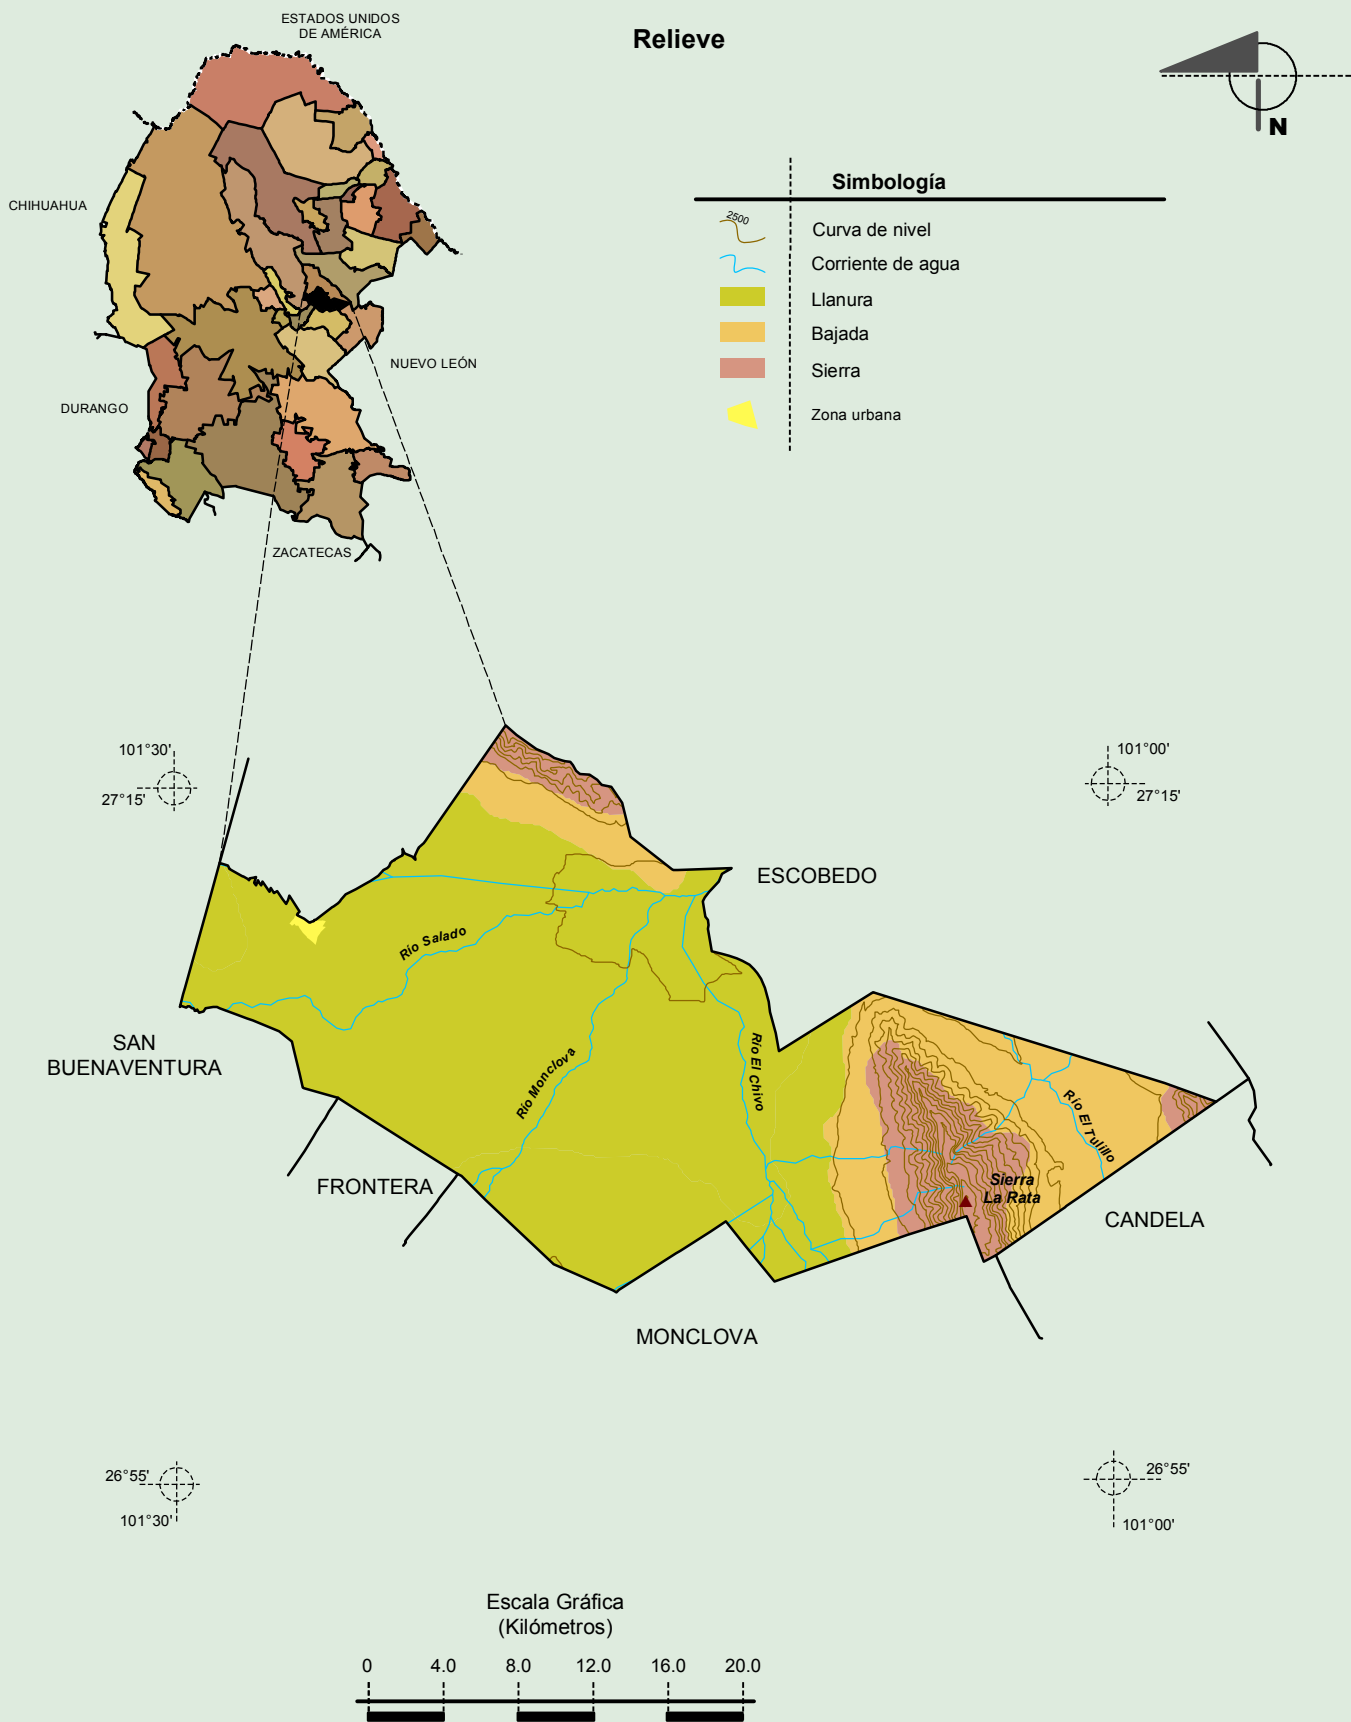 ESTADOS UNIDOS
DE AMÉRICA
Relieve
N
CHIHUAHUA
NUEVO LEÓN
DURANGO
ZACATECAS
Simbología
2500
Curva de nivel
Corriente de agua
Llanura
Bajada
Sierra
Zona urbana
101°30'
27°15'
101°00'
27°15'
ESCOBEDO
Río Salado
SAN
BUENAVENTURA
Río Monclova
Río El Chivo
Río El Tulillo
Sierra
La Rata
FRONTERA
CANDELA
MONCLOVA
26°55'
101°30'
26°55'
101°00'
Escala Gráfica
(Kilómetros)
0 4.0 8.0 12.0 16.0 20.0